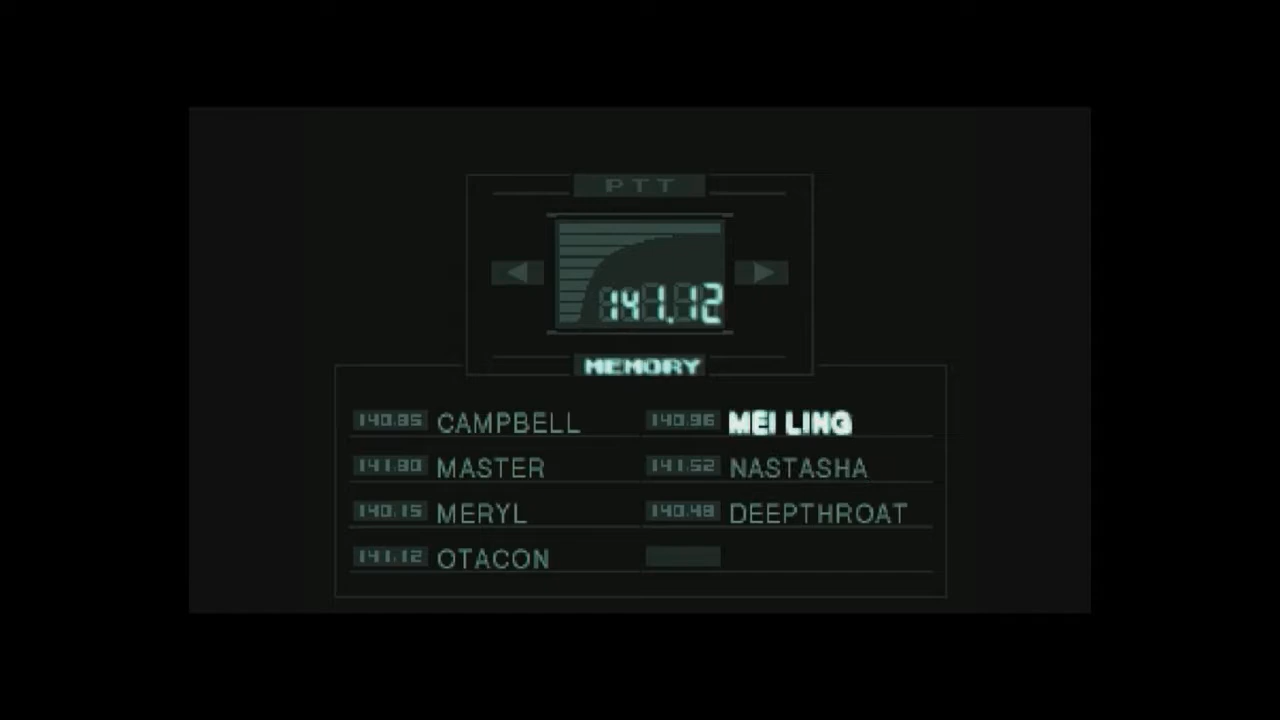 PTT
141.12
MEMORY
140.85 CAMPBELL 140.96 MEI LING
141.80 MASTER 141.52 NASTASHA
140.15 MERYL 140.48 DEEPTHROAT
141.12 OTACON